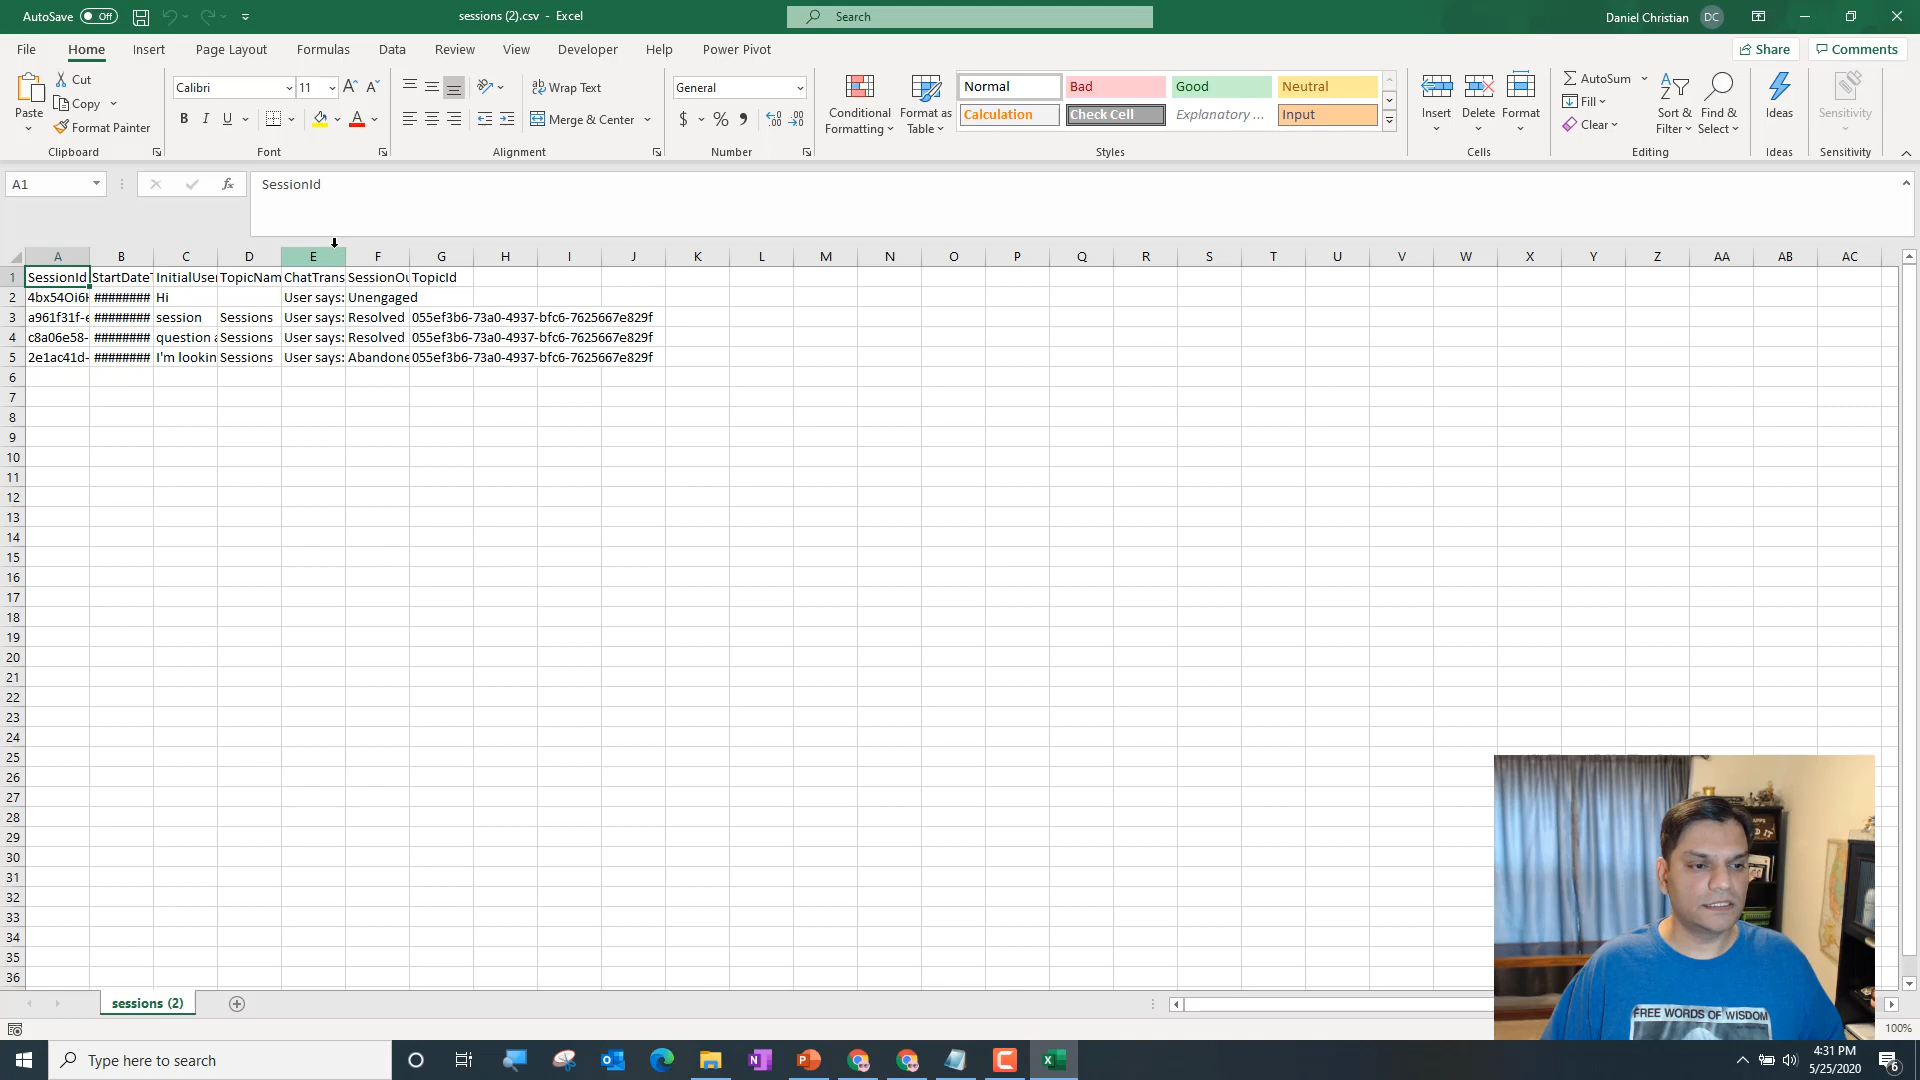 AutoSave Off sessions (2).csv - Excel Search Daniel Christian DC
File Home Insert Page Layout Formulas Data Review View Developer Help Power Pivot Share Comments
Paste Cut Copy Format Painter Clipboard
Calibri 11 B I U A A A Font
Wrap Text Merge & Center Alignment
General $ % Number
Conditional Formatting Format as Table
Normal Bad Good Neutral
Calculation Check Cell Explanatory ... Input
Styles
Insert Delete Format Cells
AutoSum Fill Clear Sort & Filter Find & Select Editing
Ideas Ideas
Sensitivity Sensitivity
A1 fx SessionId
A B C D E F G H I J K L M N O P Q R S T U V W X Y Z AA AB AC
1 SessionId StartDateT InitialUser TopicNam ChatTrans SessionOu TopicId
2 4bx54Oi6H ######## Hi User says: Unengaged
3 a961f31f-e ######## session Sessions User says: Resolved 055ef3b6-73a0-4937-bfc6-7625667e829f
4 c8a06e58- ######## question a Sessions User says: Resolved 055ef3b6-73a0-4937-bfc6-7625667e829f
5 2e1ac41d- ######## I'm lookin Sessions User says: Abandone 055ef3b6-73a0-4937-bfc6-7625667e829f
6
7
8
9
10
11
12
13
14
15
16
17
18
19
20
21
22
23
24
25
26
27
28
29
30
31
32
33
34
35
36
FREE WORDS OF WISDOM
sessions (2)
100%
Type here to search
4:31 PM
5/25/2020
6